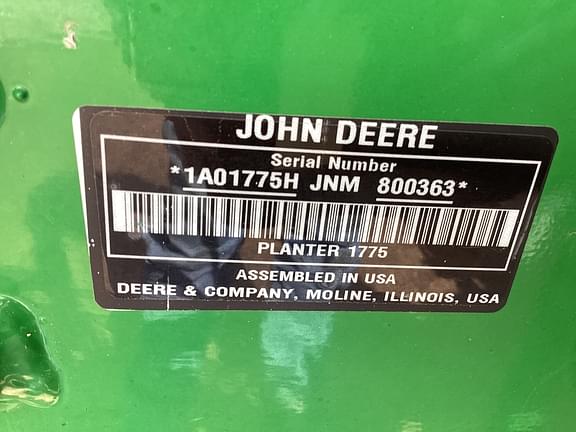 JOHN DEERE
Serial Number
*1A01775H JNM 800363*
PLANTER 1775
ASSEMBLED IN USA
DEERE & COMPANY, MOLINE, ILLINOIS, USA